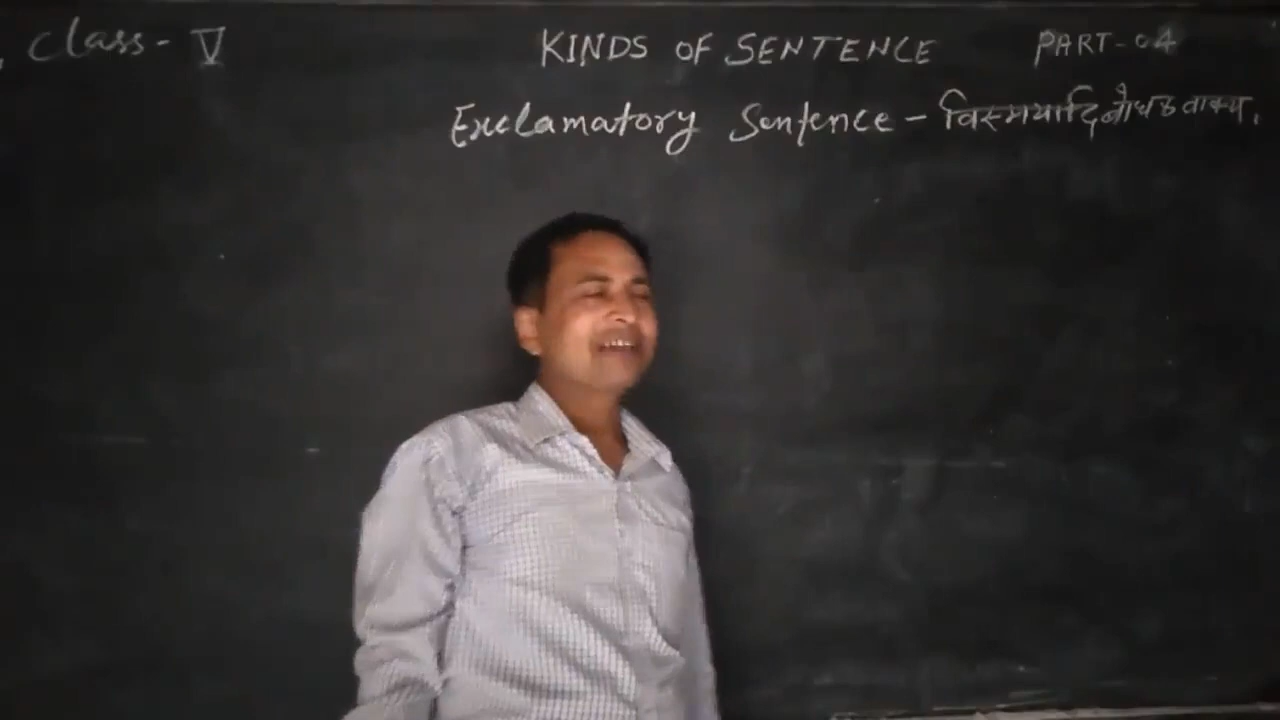 , Class - V KINDS OF SENTENCE PART-04
Exclamatory Sentence - विस्मयादिबोधक वाक्य.